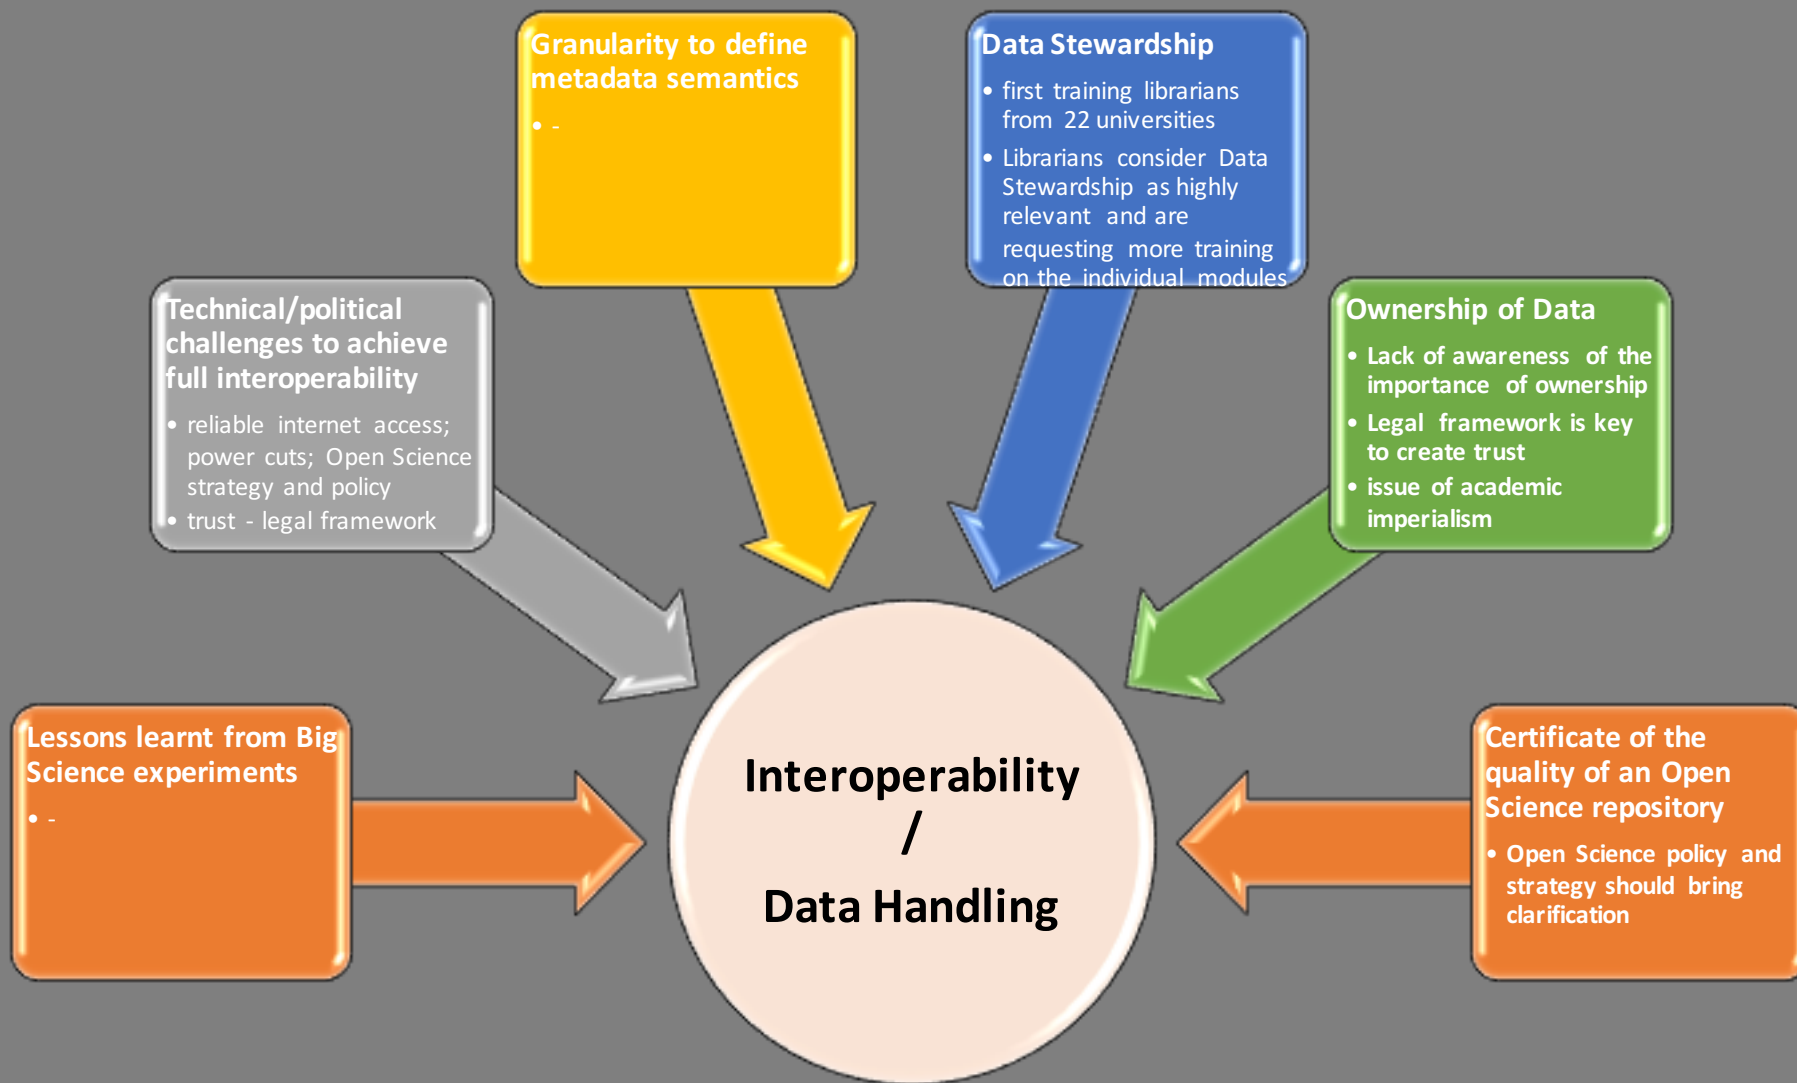 Granularity to define
metadata semantics
• -
Data Stewardship
• first training librarians
from 22 universities
• Librarians consider Data
Stewardship as highly
relevant and are
requesting more training
on the individual modules
Technical/political
challenges to achieve
full interoperability
• reliable internet access;
power cuts; Open Science
strategy and policy
• trust - legal framework
Ownership of Data
• Lack of awareness of the
importance of ownership
• Legal framework is key
to create trust
• issue of academic
imperialism
Lessons learnt from Big
Science experiments
• -
Interoperability
/
Data Handling
Certificate of the
quality of an Open
Science repository
• Open Science policy and
strategy should bring
clarification